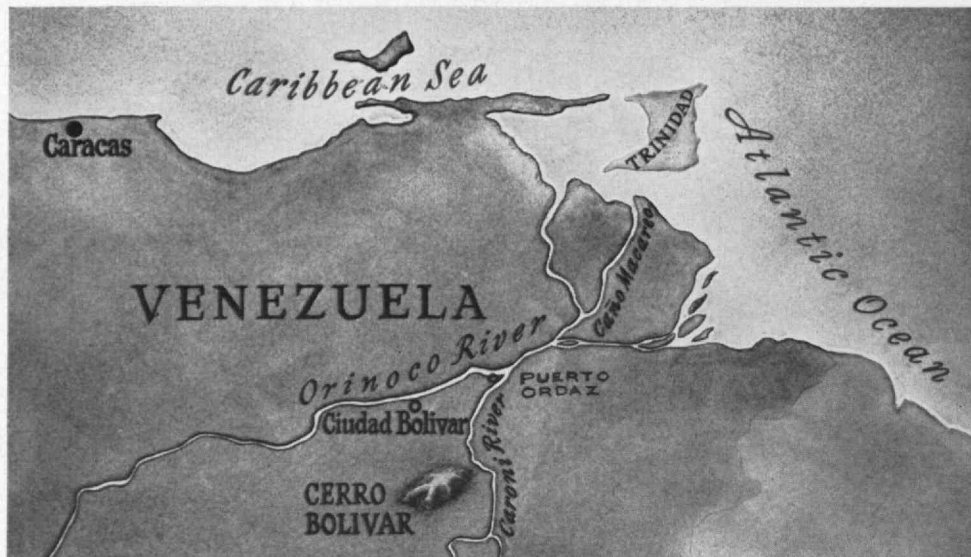 Caribbean Sea
Caracas
TRINIDAD
Atlantic Ocean
Caño Macareo
VENEZUELA
Orinoco River
PUERTO
ORDAZ
Ciudad Bolivar
Caroni River
CERRO
BOLIVAR